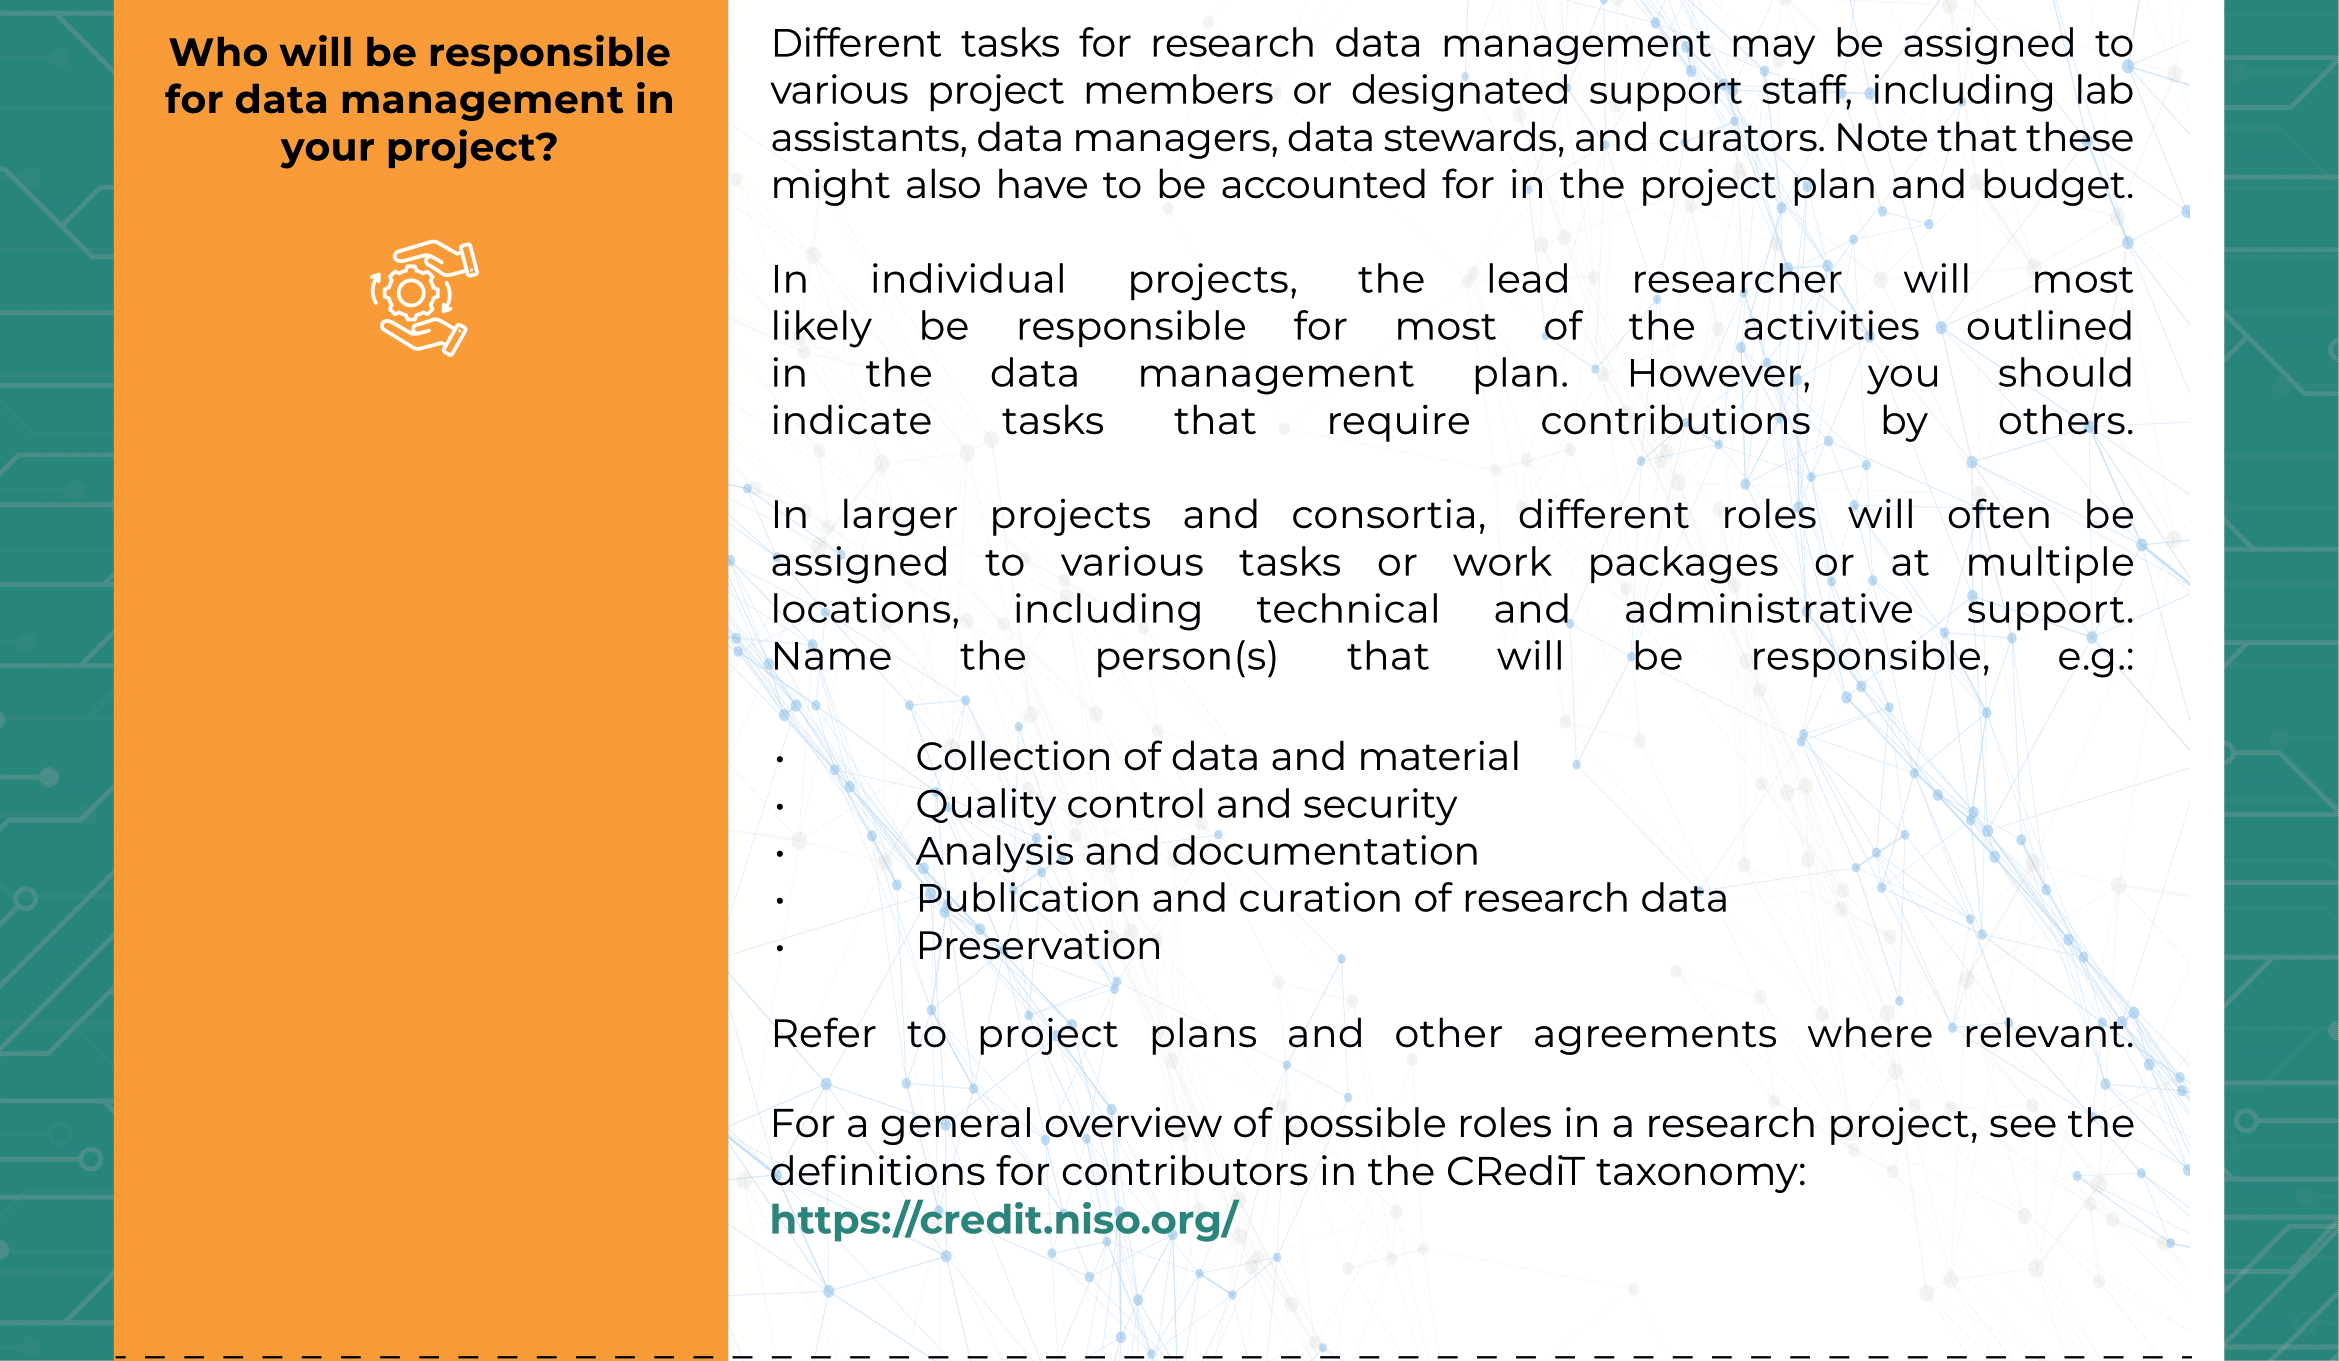 Who will be responsible
for data management in
your project?
Different tasks for research data management may be assigned to
various project members or designated support staff, including lab
assistants, data managers, data stewards, and curators. Note that these
might also have to be accounted for in the project plan and budget.
In individual projects, the lead researcher will most
likely be responsible for most of the activities outlined
in the data management plan. However, you should
indicate tasks that require contributions by others.
In larger projects and consortia, different roles will often be
assigned to various tasks or work packages or at multiple
locations, including technical and administrative support.
Name the person(s) that will be responsible, e.g.:
• Collection of data and material
• Quality control and security
• Analysis and documentation
• Publication and curation of research data
• Preservation
Refer to project plans and other agreements where relevant.
For a general overview of possible roles in a research project, see the
definitions for contributors in the CRediT taxonomy:
https://credit.niso.org/